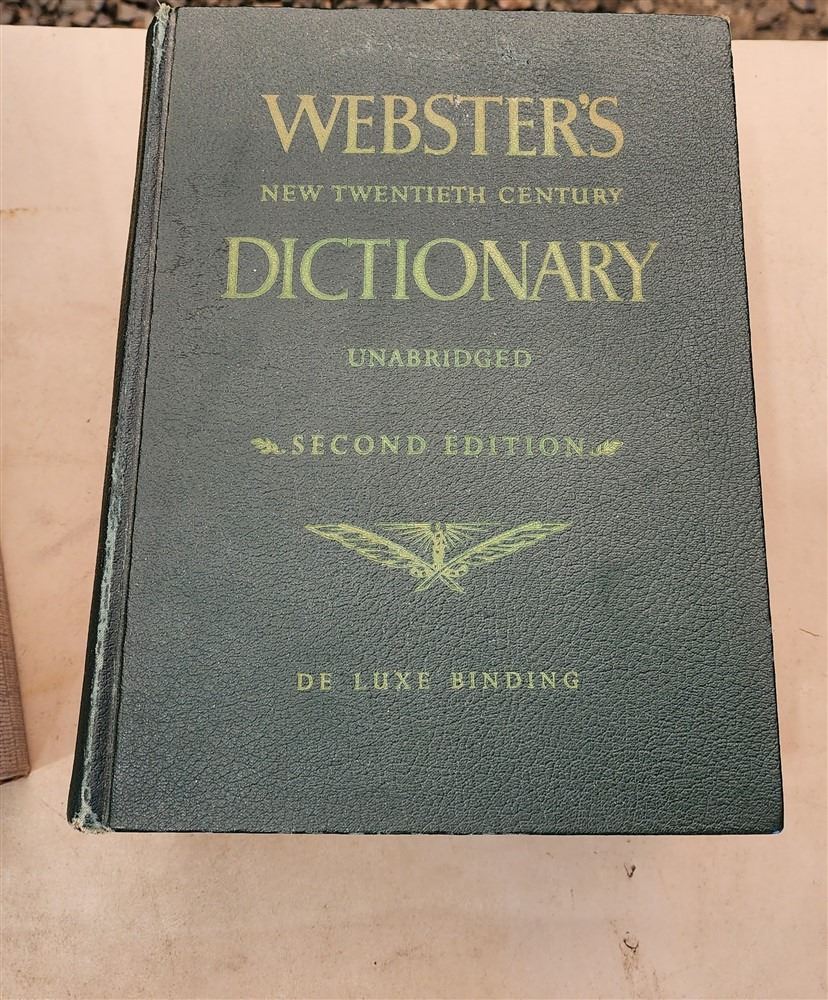 WEBSTER'S
NEW TWENTIETH CENTURY
DICTIONARY
UNABRIDGED
SECOND EDITION
DE LUXE BINDING